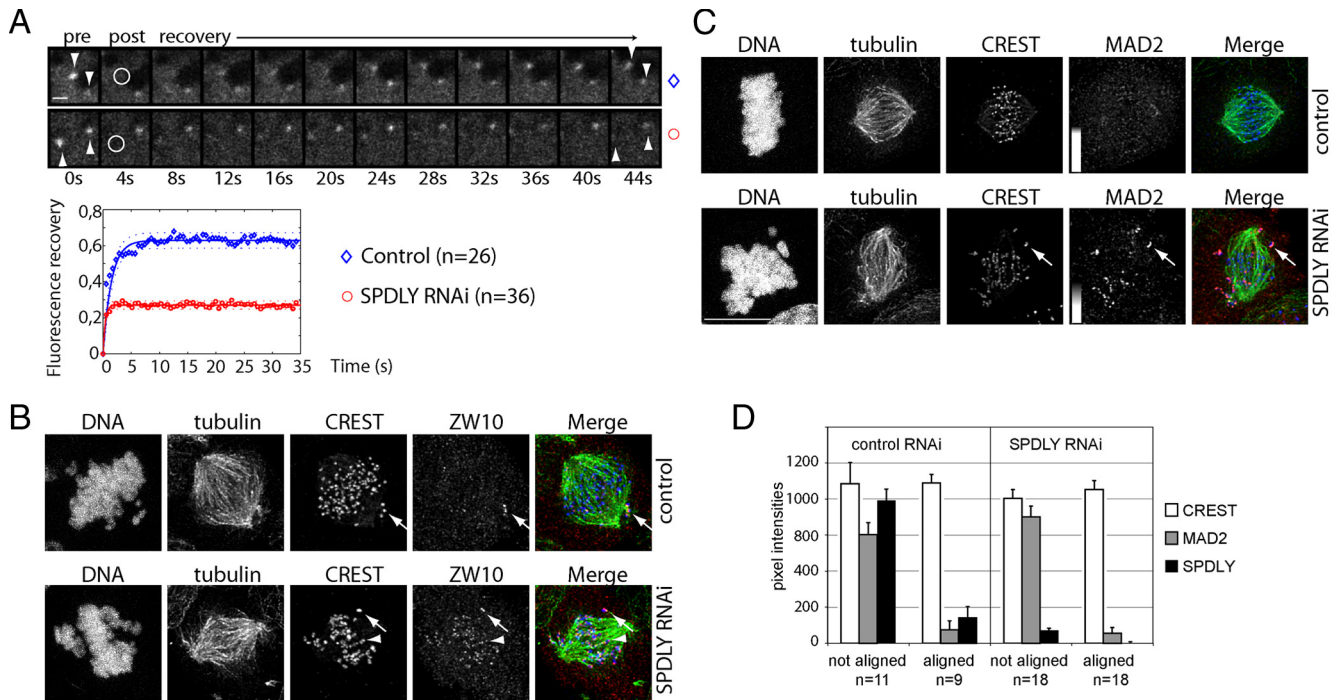 A
pre post recovery
0s 4s 8s 12s 16s 20s 24s 28s 32s 36s 40s 44s
Fluorescence recovery
0,8
0,6
0,4
0,2
0
0 5 10 15 20 25 30 35
Time (s)
Control (n=26)
SPDLY RNAi (n=36)
B
DNA tubulin CREST ZW10 Merge
control
DNA tubulin CREST ZW10 Merge
SPDLY RNAi
C
DNA tubulin CREST MAD2 Merge
control
DNA tubulin CREST MAD2 Merge
SPDLY RNAi
D
control RNAi SPDLY RNAi
pixel intensities
1200
1000
800
600
400
200
0
not aligned aligned not aligned aligned
n=11 n=9 n=18 n=18
CREST
MAD2
SPDLY